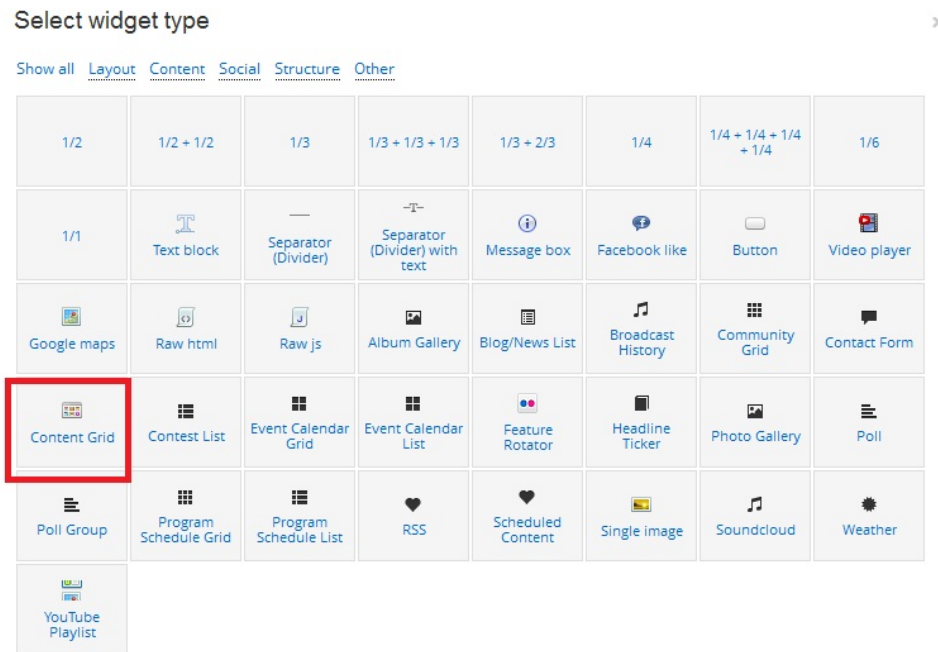 Select widget type
Show all Layout Content Social Structure Other
1/2
1/2 + 1/2
1/3
1/3 + 1/3 + 1/3
1/3 + 2/3
1/4
1/4 + 1/4 + 1/4
+ 1/4
1/6
1/1
Text block
Separator
(Divider)
Separator
(Divider) with
text
Message box
Facebook like
Button
Video player
Google maps
Raw html
Raw js
Album Gallery
Blog/News List
Broadcast
History
Community
Grid
Contact Form
Content Grid
Contest List
Event Calendar
Grid
Event Calendar
List
Feature
Rotator
Headline
Ticker
Photo Gallery
Poll
Poll Group
Program
Schedule Grid
Program
Schedule List
RSS
Scheduled
Content
Single image
Soundcloud
Weather
YouTube
Playlist